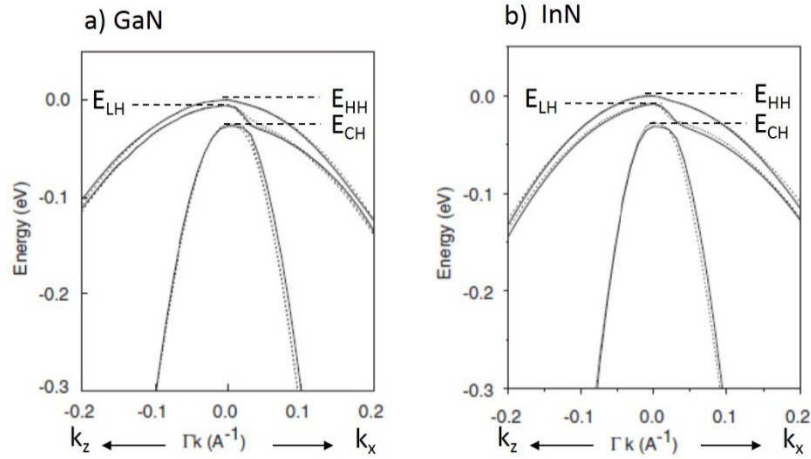 a) GaN
b) InN
0.0
-0.1
-0.2
-0.3
Energy (eV)
E_LH
E_HH
E_CH
-0.2
-0.1
0.0
0.1
0.2
k_z
Γk (A⁻¹)
k_x
0.0
-0.1
-0.2
-0.3
Energy (eV)
E_LH
E_HH
E_CH
-0.2
-0.1
0.0
0.1
0.2
k_z
Γ k (A⁻¹)
k_x